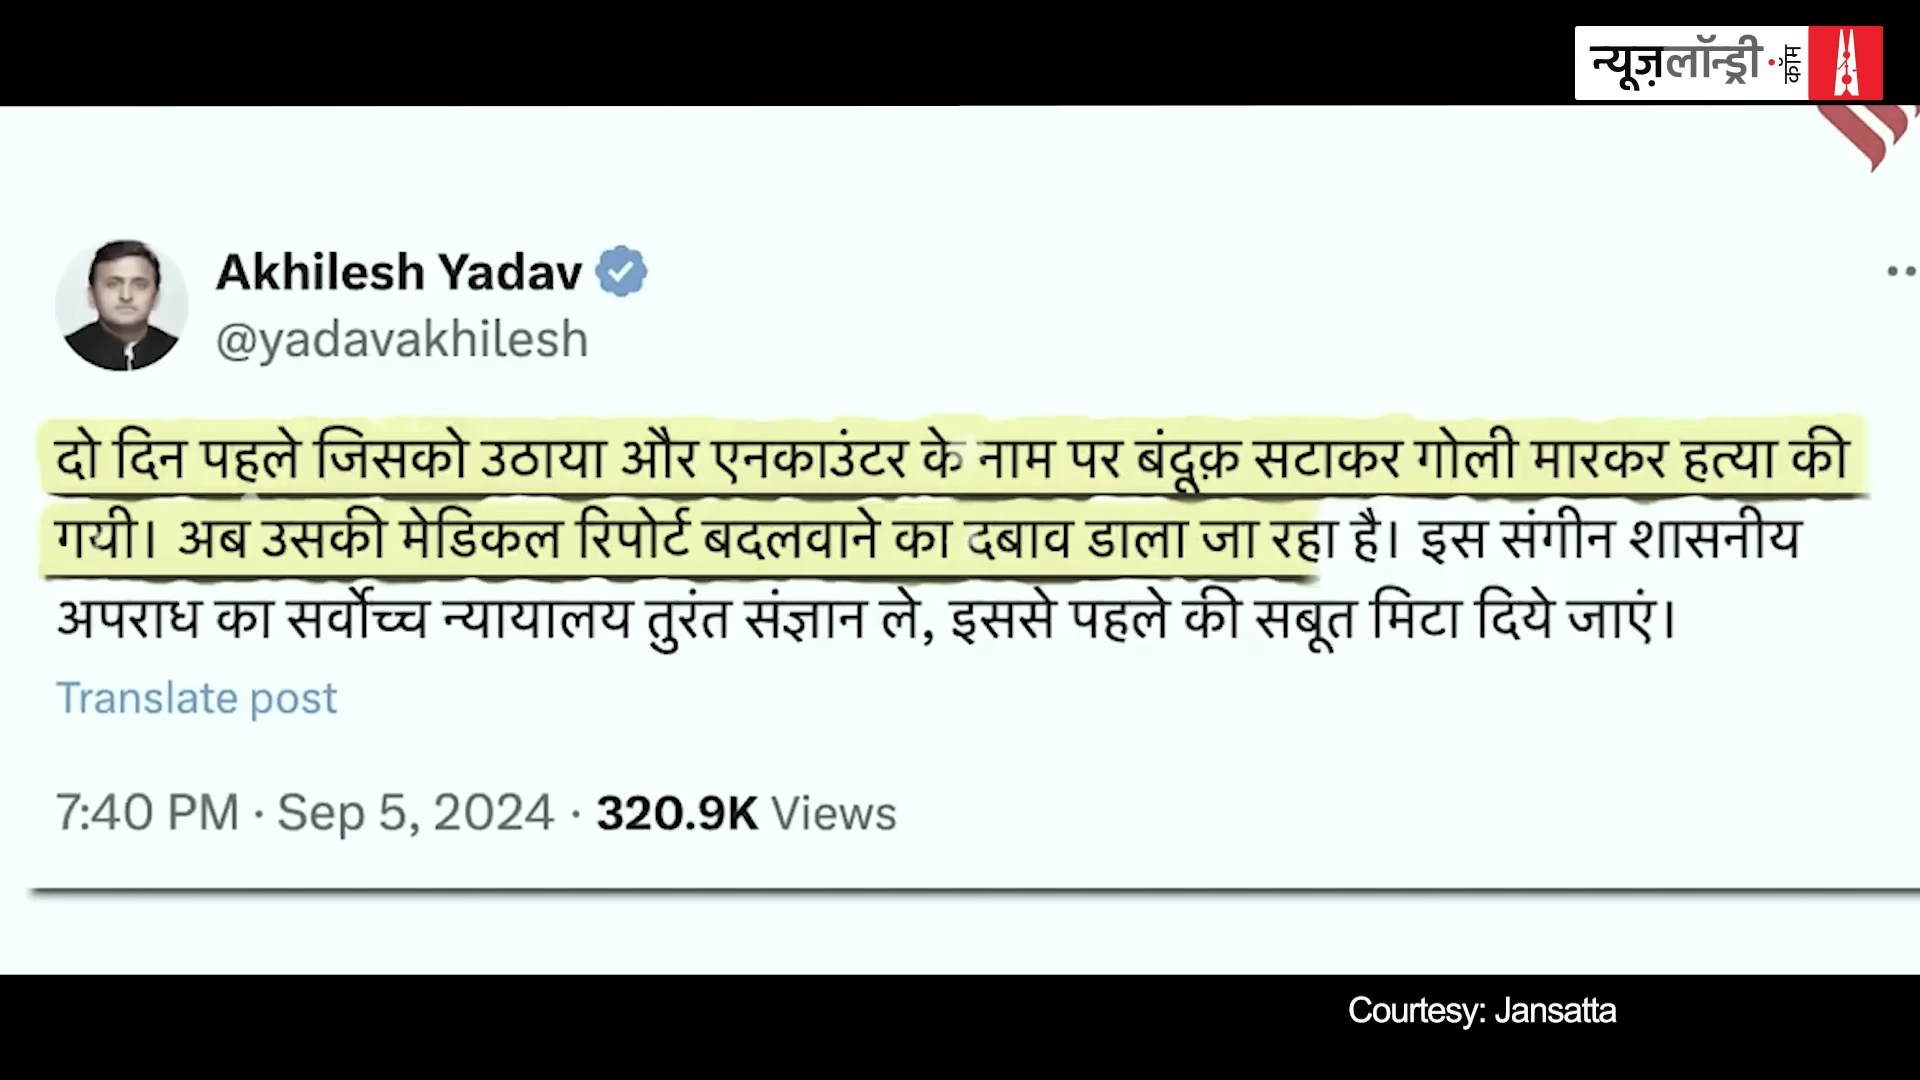 न्यूज़लॉन्ड्री.कॉम
Akhilesh Yadav
@yadavakhilesh
दो दिन पहले जिसको उठाया और एनकाउंटर के नाम पर बंदूक़ सटाकर गोली मारकर हत्या की
गयी। अब उसकी मेडिकल रिपोर्ट बदलवाने का दबाव डाला जा रहा है। इस संगीन शासनीय
अपराध का सर्वोच्च न्यायालय तुरंत संज्ञान ले, इससे पहले की सबूत मिटा दिये जाएं।
Translate post
7:40 PM · Sep 5, 2024 · 320.9K Views
Courtesy: Jansatta